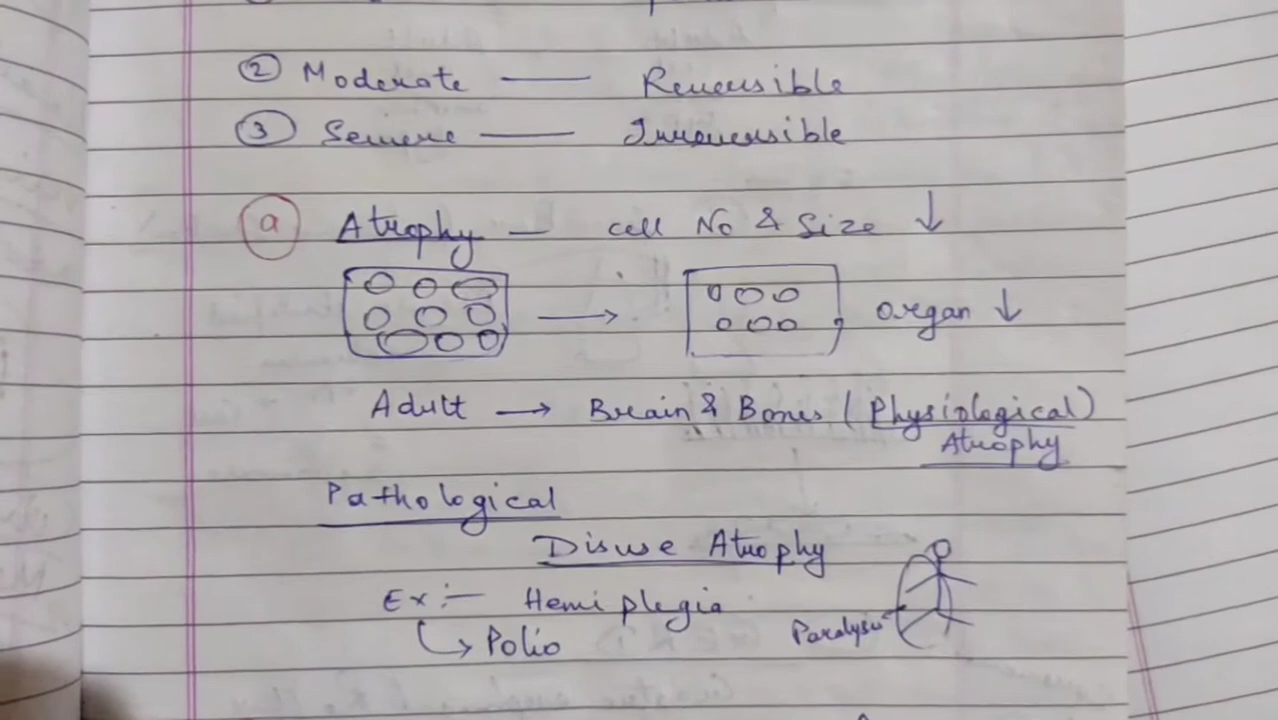 ② Moderate —— Reversible
③ Severe —— Irreversible
ⓐ Atrophy — cell No & Size ↓
→ organ ↓
Adult → Brain & Bones (Physiological)
Atrophy
Pathological
Disuse Atrophy
Ex :— Hemiplegia
↳ Polio
Paralysis